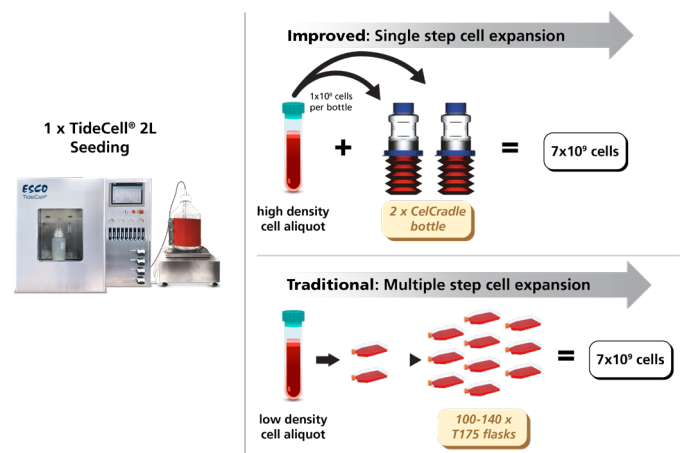 Improved: Single step cell expansion
1x10⁹ cells
per bottle
1 x TideCell® 2L
Seeding
ESCO
TideCell®
+
=
7x10⁹ cells
high density
cell aliquot
2 x CelCradle
bottle
Traditional: Multiple step cell expansion
=
7x10⁹ cells
low density
cell aliquot
100-140 x
T175 flasks